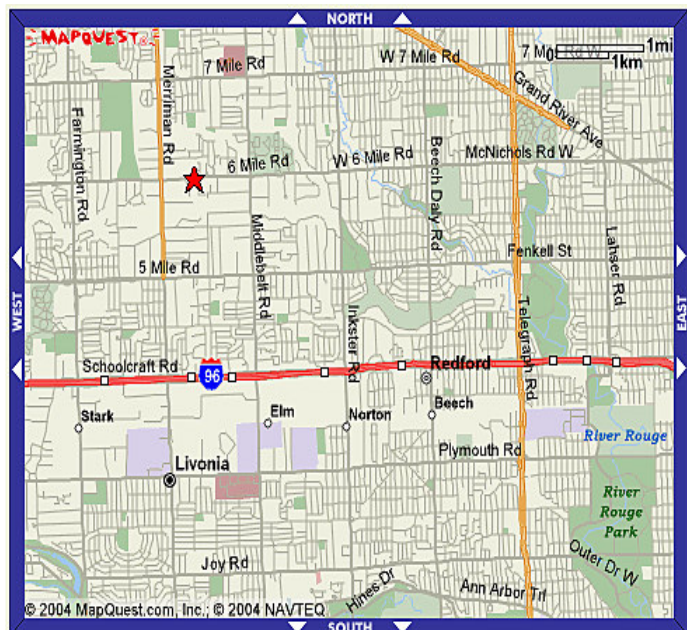 NORTH
MAPQUEST
7 Mile Rd
W 7 Mile Rd
7 M Rd W
0 1mi
1km
Merriman Rd
Farmington Rd
Grand River Ave
6 Mile Rd
W 6 Mile Rd
McNichols Rd W
Beech Daly Rd
Middlebelt Rd
5 Mile Rd
Fenkell St
Lahser Rd
WEST
EAST
Inkster Rd
Telegraph Rd
Schoolcraft Rd
96
Redford
Stark
Elm
Norton
Beech
River Rouge
Plymouth Rd
Livonia
River
Rouge
Park
Joy Rd
Outer Dr W
Hines Dr
Ann Arbor Trl
© 2004 MapQuest.com, Inc.; © 2004 NAVTEQ
SOUTH